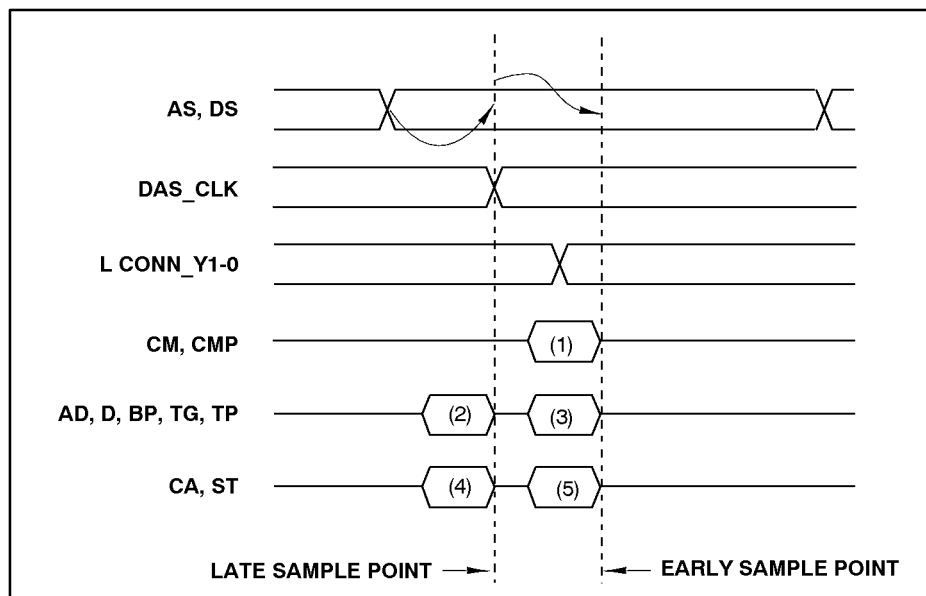 AS, DS
DAS_CLK
L CONN_Y1-0
CM, CMP
(1)
AD, D, BP, TG, TP
(2)
(3)
CA, ST
(4)
(5)
LATE SAMPLE POINT
EARLY SAMPLE POINT